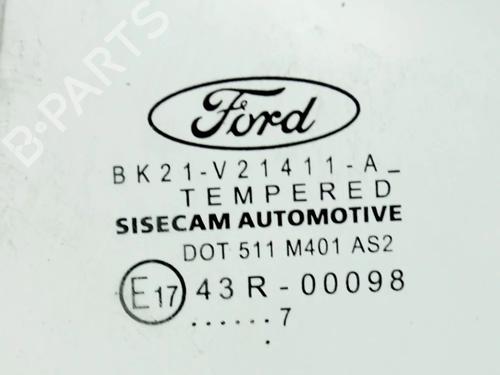 B·PARTS
Ford
BK21-V21411-A_
TEMPERED
SISECAM AUTOMOTIVE
DOT 511 M401 AS2
E17 43R-00098
......7
.